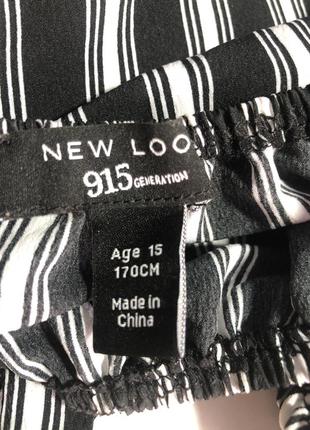 NEW LOO
915 GENERATION
Age 15
170CM
Made in
China